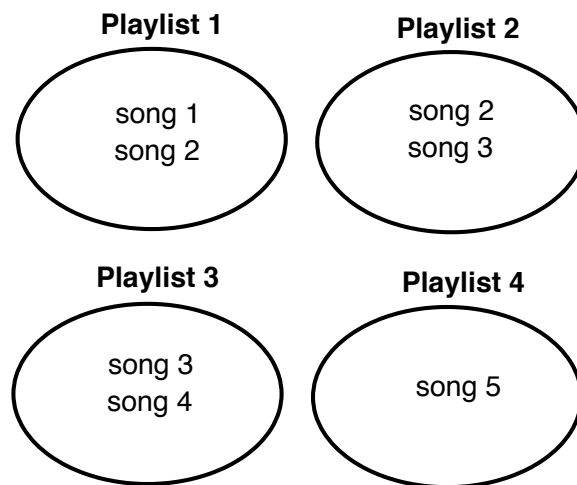 Playlist 1
song 1
song 2
Playlist 2
song 2
song 3
Playlist 3
song 3
song 4
Playlist 4
song 5